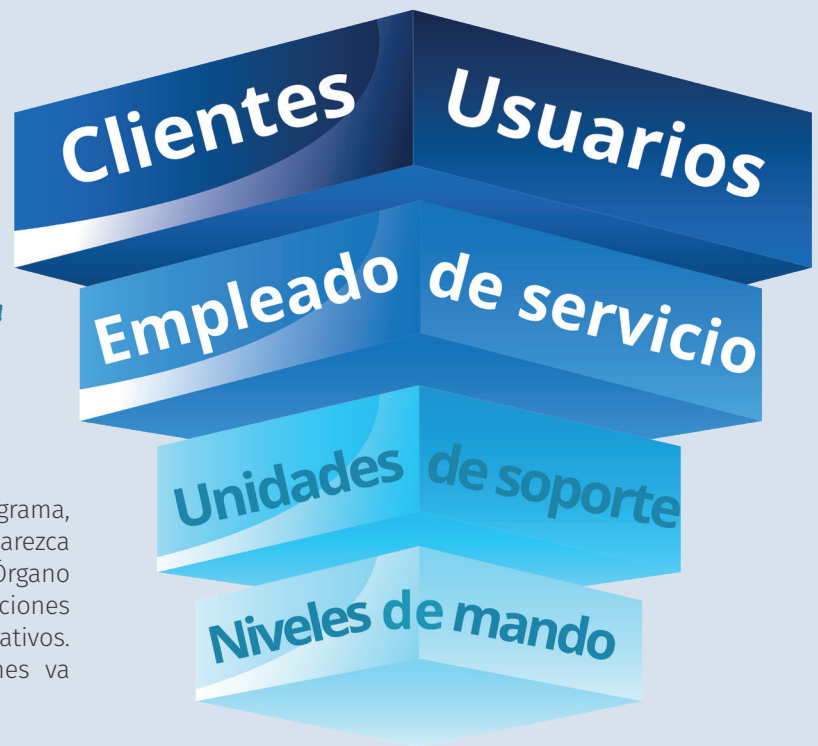 Clientes Usuarios
Empleado de servicio
Unidades de soporte
Niveles de mando
grama,
arezca
Órgano
ciones
ativos.
nes va